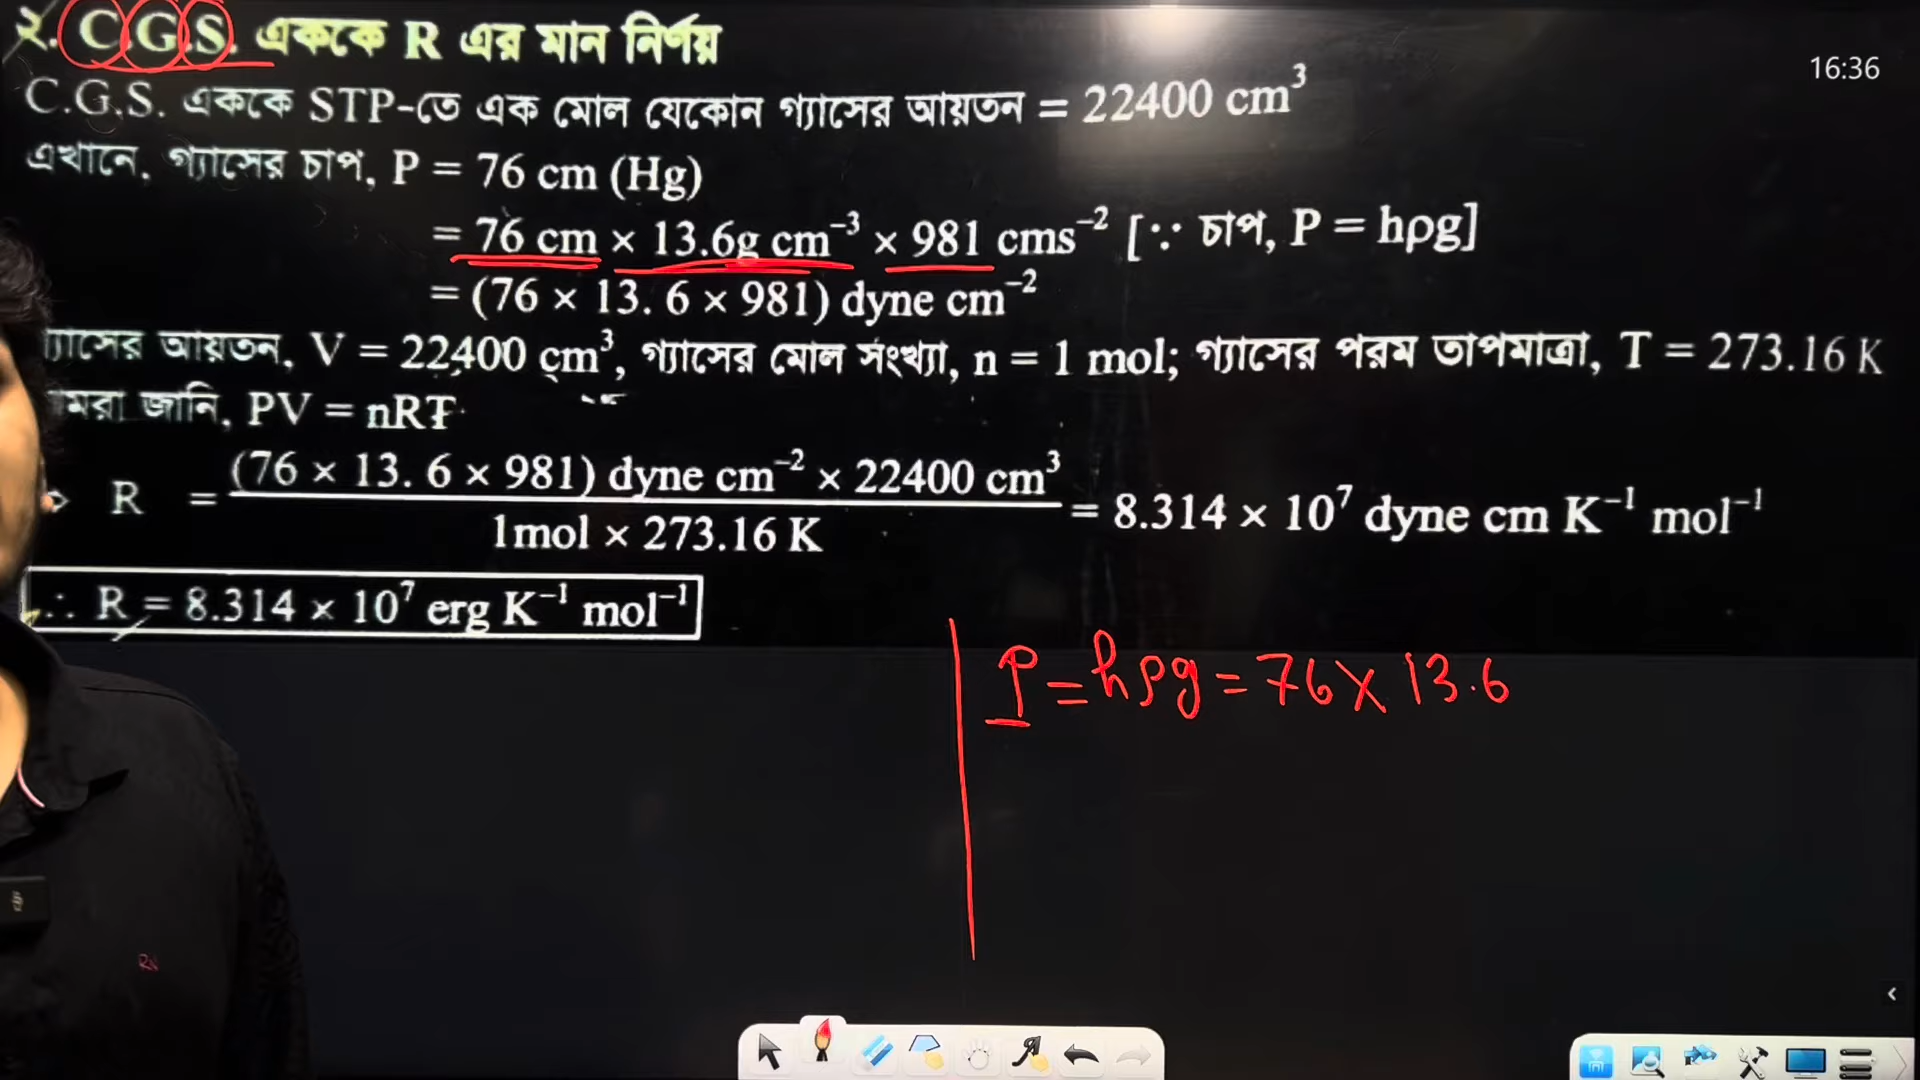 ২. C.G.S. এককে R এর মান নির্ণয়
16:36
C.G.S. এককে STP-তে এক মোল যেকোন গ্যাসের আয়তন = 22400 cm³
এখানে, গ্যাসের চাপ, P = 76 cm (Hg)
= 76 cm × 13.6g cm⁻³ × 981 cms⁻² [∵ চাপ, P = hρg]
= (76 × 13. 6 × 981) dyne cm⁻²
্যাসের আয়তন, V = 22400 cm³, গ্যাসের মোল সংখ্যা, n = 1 mol; গ্যাসের পরম তাপমাত্রা, T = 273.16 K
মরা জানি, PV = nRT
R = (76 × 13. 6 × 981) dyne cm⁻² × 22400 cm³ / 1mol × 273.16 K = 8.314 × 10⁷ dyne cm K⁻¹ mol⁻¹
∴ R = 8.314 × 10⁷ erg K⁻¹ mol⁻¹
P = hρg = 76 × 13.6
RN